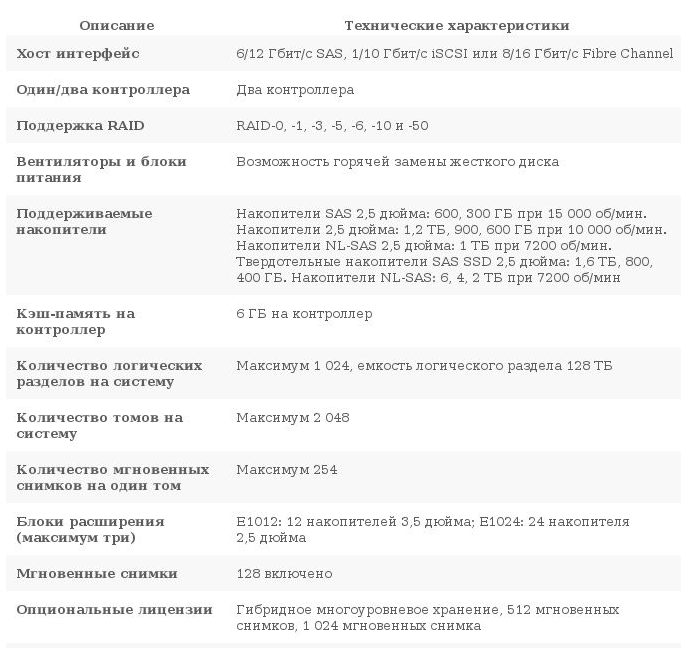 Описание Технические характеристики
Хост интерфейс 6/12 Гбит/с SAS, 1/10 Гбит/с iSCSI или 8/16 Гбит/с Fibre Channel
Один/два контроллера Два контроллера
Поддержка RAID RAID-0, -1, -3, -5, -6, -10 и -50
Вентиляторы и блоки
питания
Возможность горячей замены жесткого диска
Поддерживаемые
накопители
Накопители SAS 2,5 дюйма: 600, 300 ГБ при 15 000 об/мин.
Накопители 2,5 дюйма: 1,2 ТБ, 900, 600 ГБ при 10 000 об/мин.
Накопители NL-SAS 2,5 дюйма: 1 ТБ при 7200 об/мин.
Твердотельные накопители SAS SSD 2,5 дюйма: 1,6 ТБ, 800,
400 ГБ. Накопители NL-SAS: 6, 4, 2 ТБ при 7200 об/мин
Кэш-память на
контроллер
6 ГБ на контроллер
Количество логических
разделов на систему
Максимум 1 024, емкость логического раздела 128 ТБ
Количество томов на
систему
Максимум 2 048
Количество мгновенных
снимков на один том
Максимум 254
Блоки расширения
(максимум три)
E1012: 12 накопителей 3,5 дюйма; E1024: 24 накопителя
2,5 дюйма
Мгновенные снимки 128 включено
Опциональные лицензии Гибридное многоуровневое хранение, 512 мгновенных
снимков, 1 024 мгновенных снимка